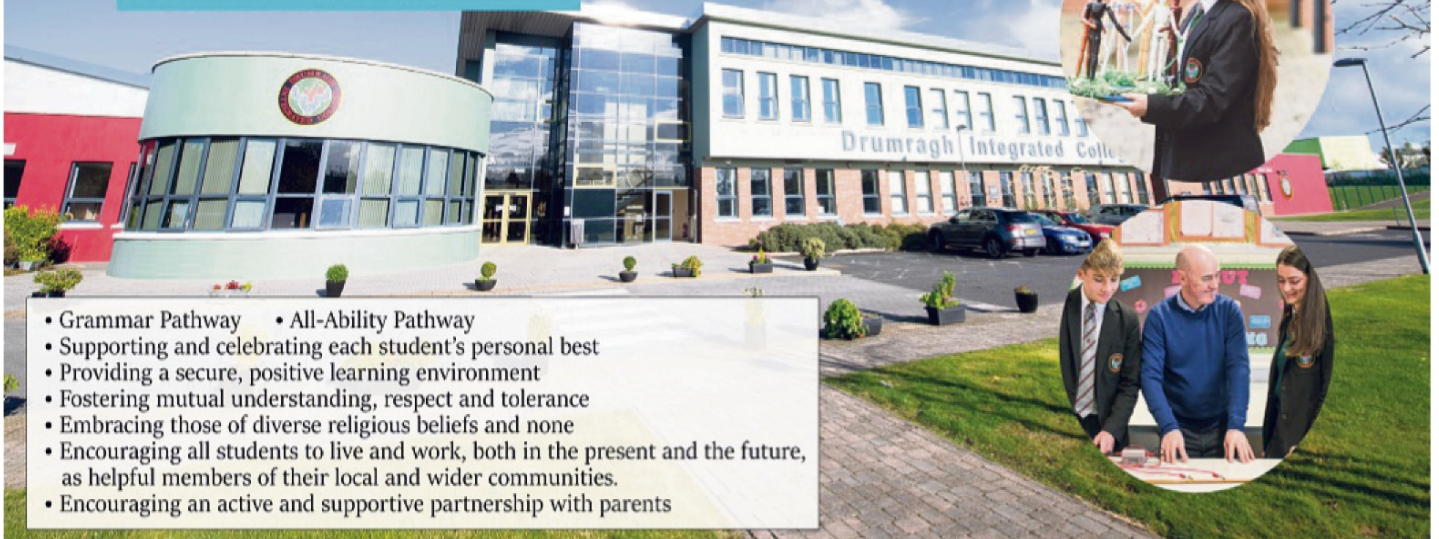 Drumragh Integrated Colleg
• Grammar Pathway • All-Ability Pathway
• Supporting and celebrating each student's personal best
• Providing a secure, positive learning environment
• Fostering mutual understanding, respect and tolerance
• Embracing those of diverse religious beliefs and none
• Encouraging all students to live and work, both in the present and the future,
as helpful members of their local and wider communities.
• Encouraging an active and supportive partnership with parents